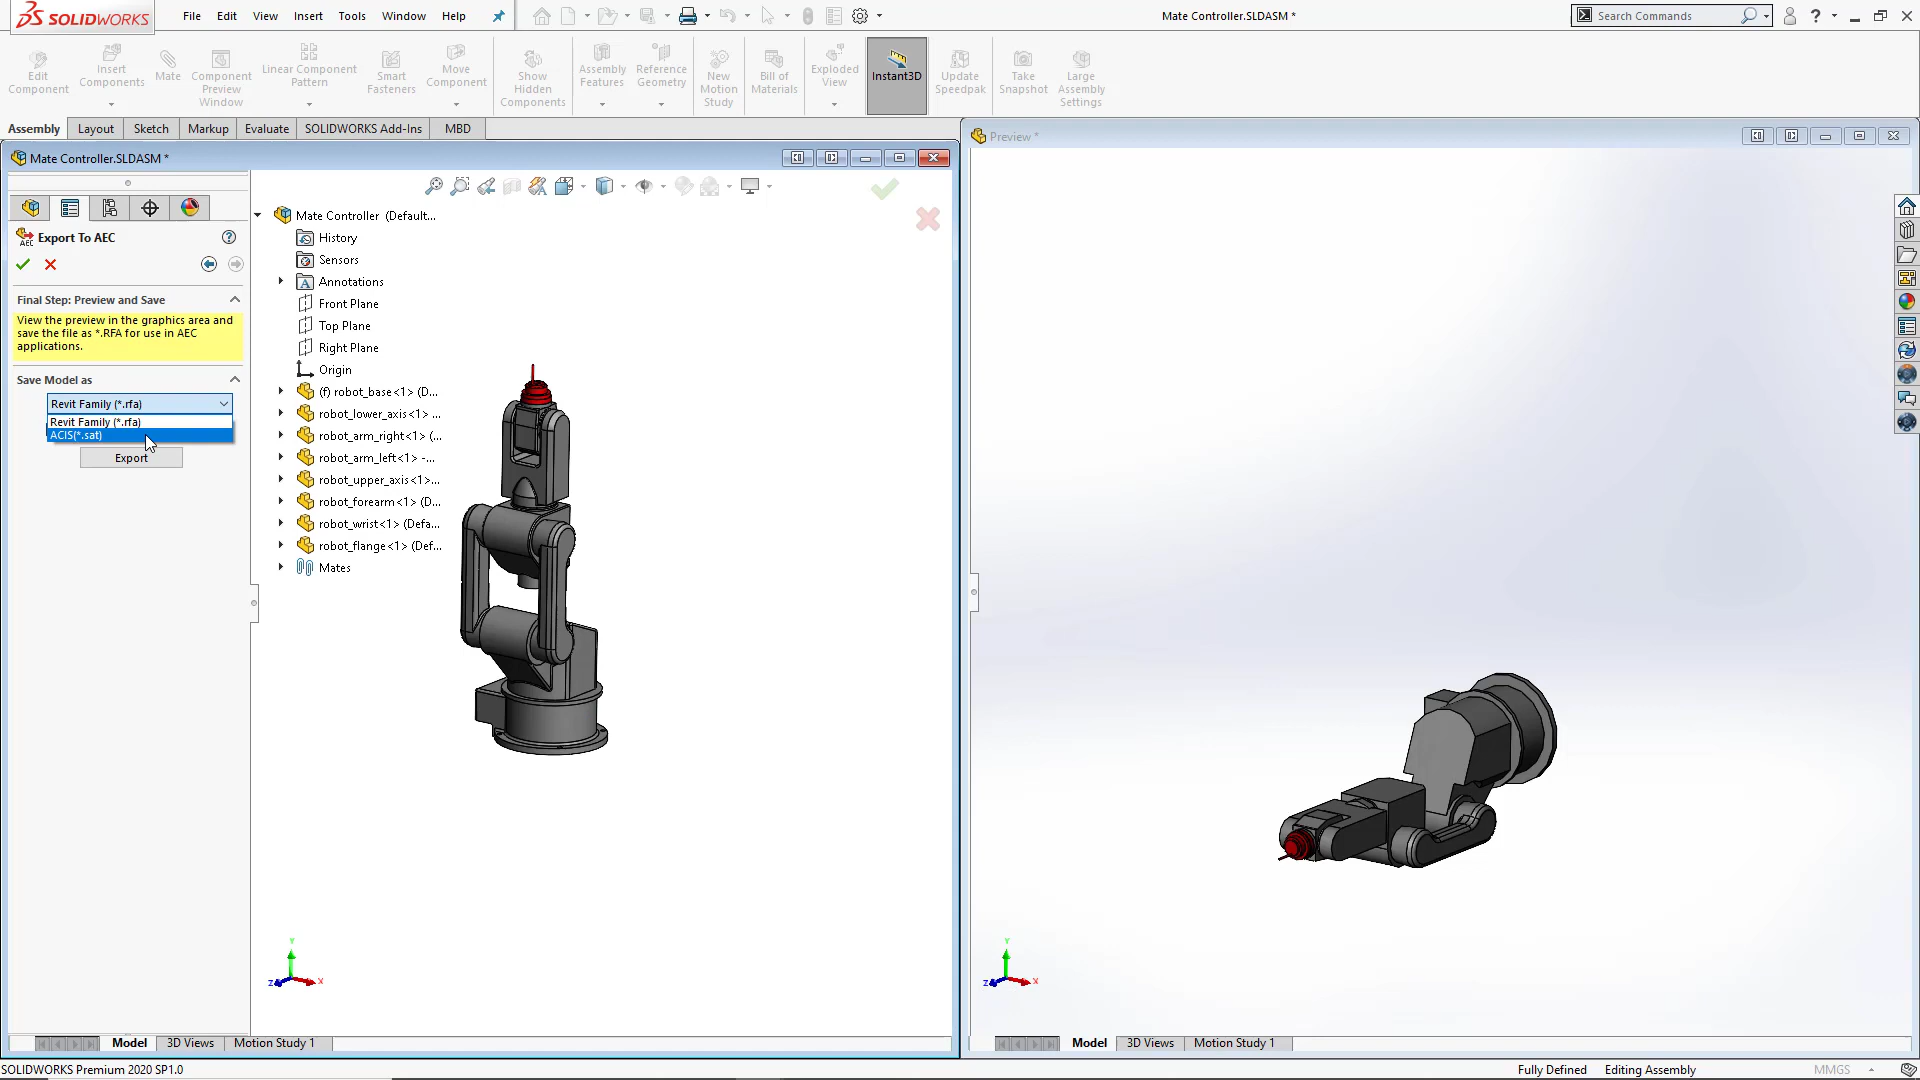 SOLIDWORKS
File Edit View Insert Tools Window Help
Mate Controller.SLDASM *
Search Commands
Edit Component
Insert Components
Mate
Component Preview Window
Linear Component Pattern
Smart Fasteners
Move Component
Show Hidden Components
Assembly Features
Reference Geometry
New Motion Study
Bill of Materials
Exploded View
Instant3D
Update Speedpak
Take Snapshot
Large Assembly Settings
Assembly Layout Sketch Markup Evaluate SOLIDWORKS Add-Ins MBD
Mate Controller.SLDASM *
Export To AEC
AEC
Final Step: Preview and Save
View the preview in the graphics area and
save the file as *.RFA for use in AEC
applications.
Save Model as
Revit Family (*.rfa)
Revit Family (*.rfa)
ACIS(*.sat)
Export
Mate Controller (Default...
History
Sensors
Annotations
Front Plane
Top Plane
Right Plane
Origin
(f) robot_base<1> (D...
robot_lower_axis<1> ...
robot_arm_right<1> (...
robot_arm_left<1> -...
robot_upper_axis<1>...
robot_forearm<1> (D...
robot_wrist<1> (Defa...
robot_flange<1> (Def...
Mates
Y
Z X
Model 3D Views Motion Study 1
Preview *
Y
Z X
Model 3D Views Motion Study 1
SOLIDWORKS Premium 2020 SP1.0
Fully Defined Editing Assembly MMGS